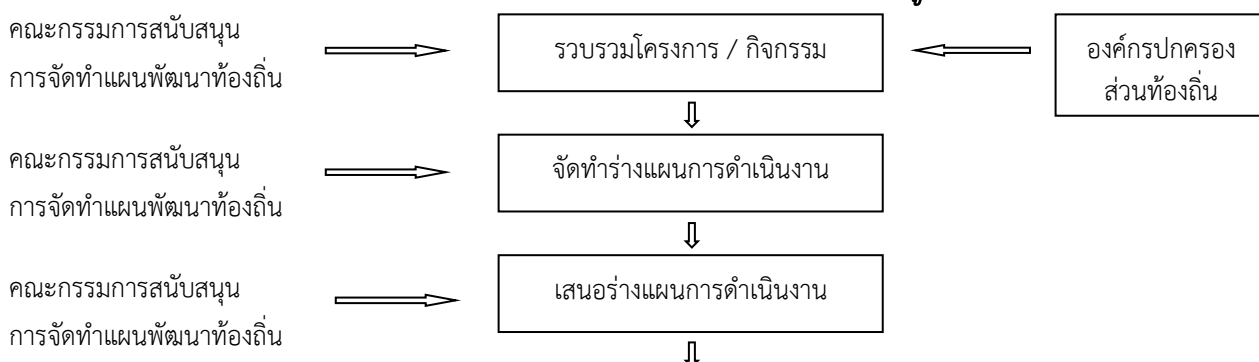 คณะกรรมการสนับสนุน
การจัดทำแผนพัฒนาท้องถิ่น
รวบรวมโครงการ / กิจกรรม
องค์กรปกครอง
ส่วนท้องถิ่น
คณะกรรมการสนับสนุน
การจัดทำแผนพัฒนาท้องถิ่น
จัดทำร่างแผนการดำเนินงาน
คณะกรรมการสนับสนุน
การจัดทำแผนพัฒนาท้องถิ่น
เสนอร่างแผนการดำเนินงาน